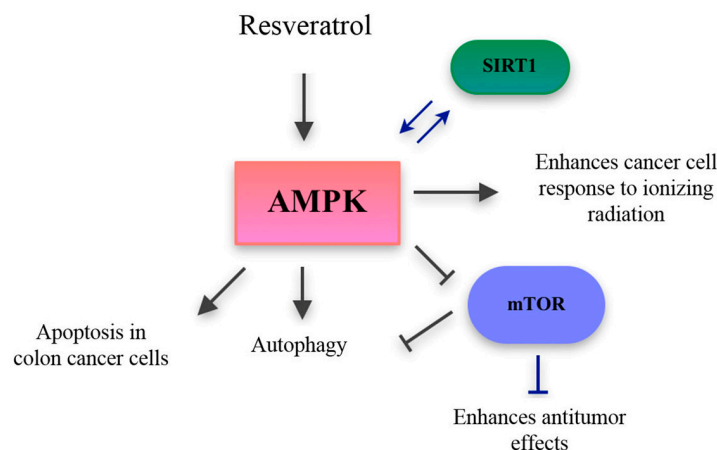 Resveratrol
SIRT1
AMPK
Enhances cancer cell
response to ionizing
radiation
mTOR
Apoptosis in
colon cancer cells
Autophagy
Enhances antitumor
effects